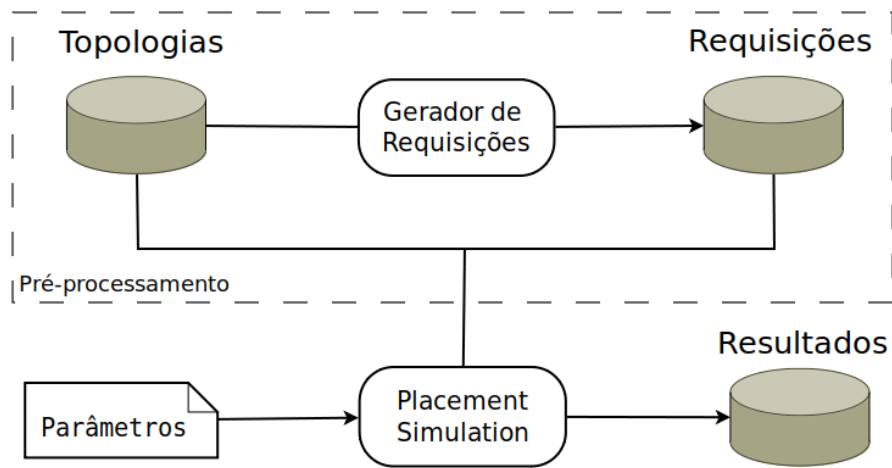 Topologias
Requisições
Gerador de
Requisições
Pré-processamento
Resultados
Parâmetros
Placement
Simulation